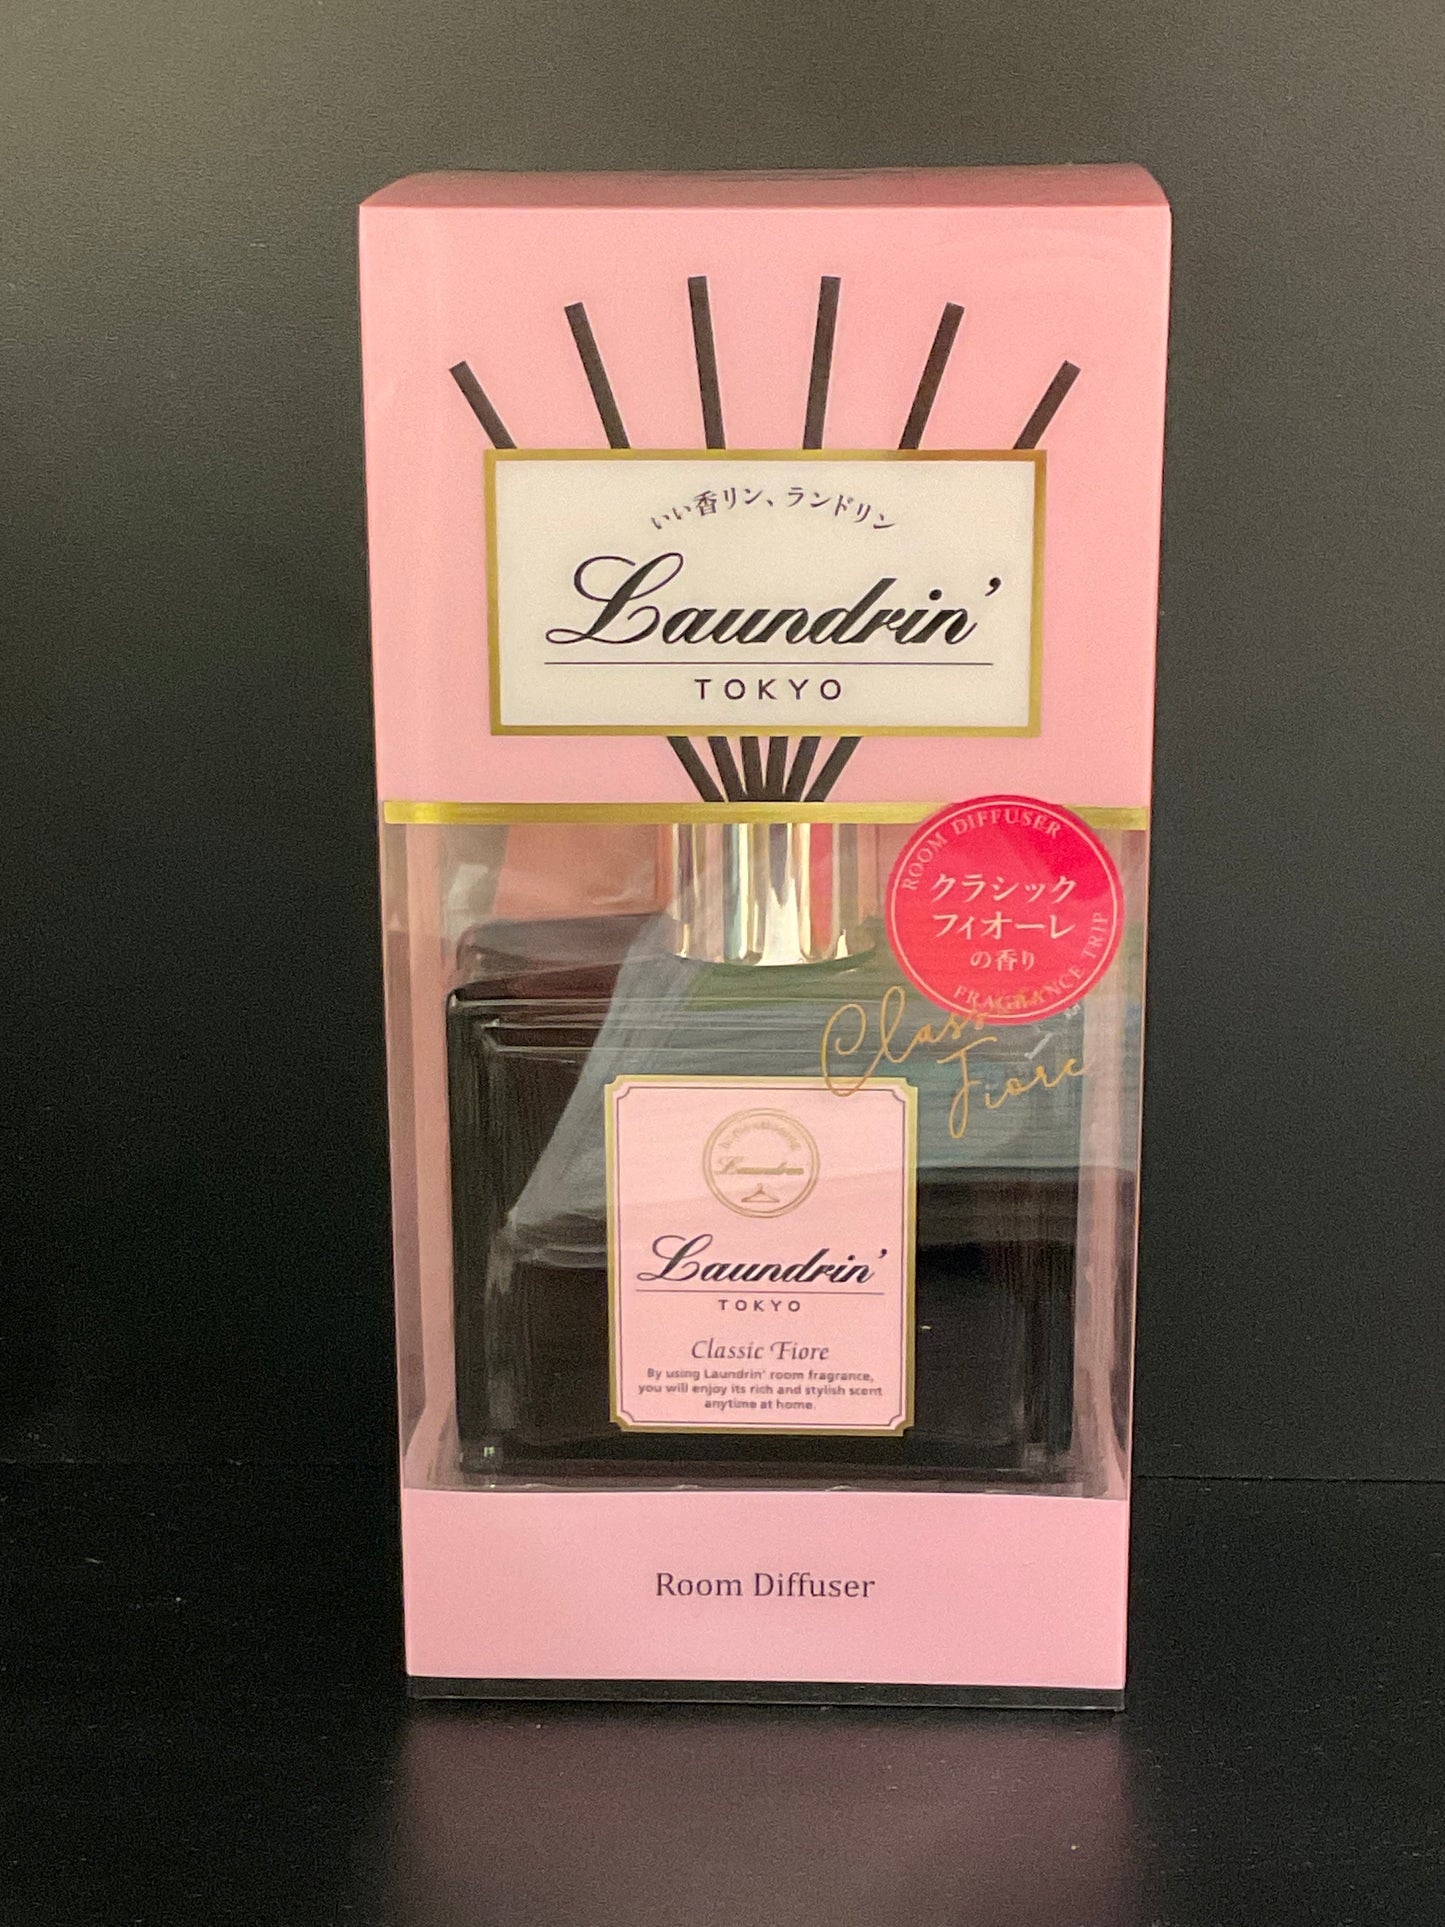 いい香リン、ランドリン
Laundrin'
TOKYO
ROOM DIFFUSER
クラシック
フィオーレ
の香り
FRAGRANCE TRIP
Classic
Fiore
Laundrin
Laundrin'
TOKYO
Classic Fiore
By using Laundrin' room fragrance,
you will enjoy its rich and stylish scent
anytime at home.
Room Diffuser